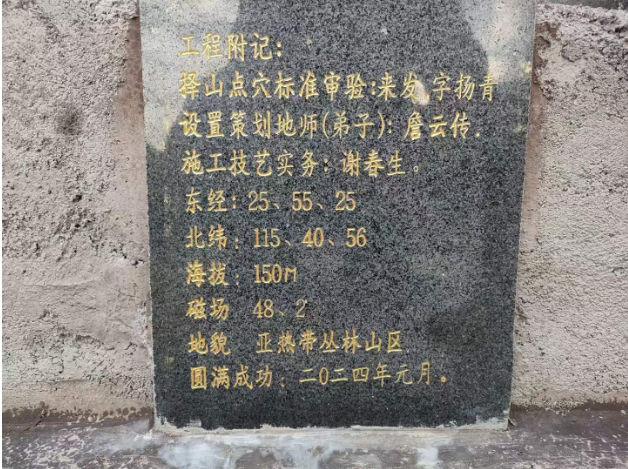 工程附记：
择山点穴标准审验：来发、字扬青
设置策划地师(弟子)：詹云传.
施工技艺实务：谢春生。
东经：25、55、25
北纬：115、40、56
海拔：150M
磁场 48、2
地貌 亚热带丛林山区
圆满成功：二0二四年元月。